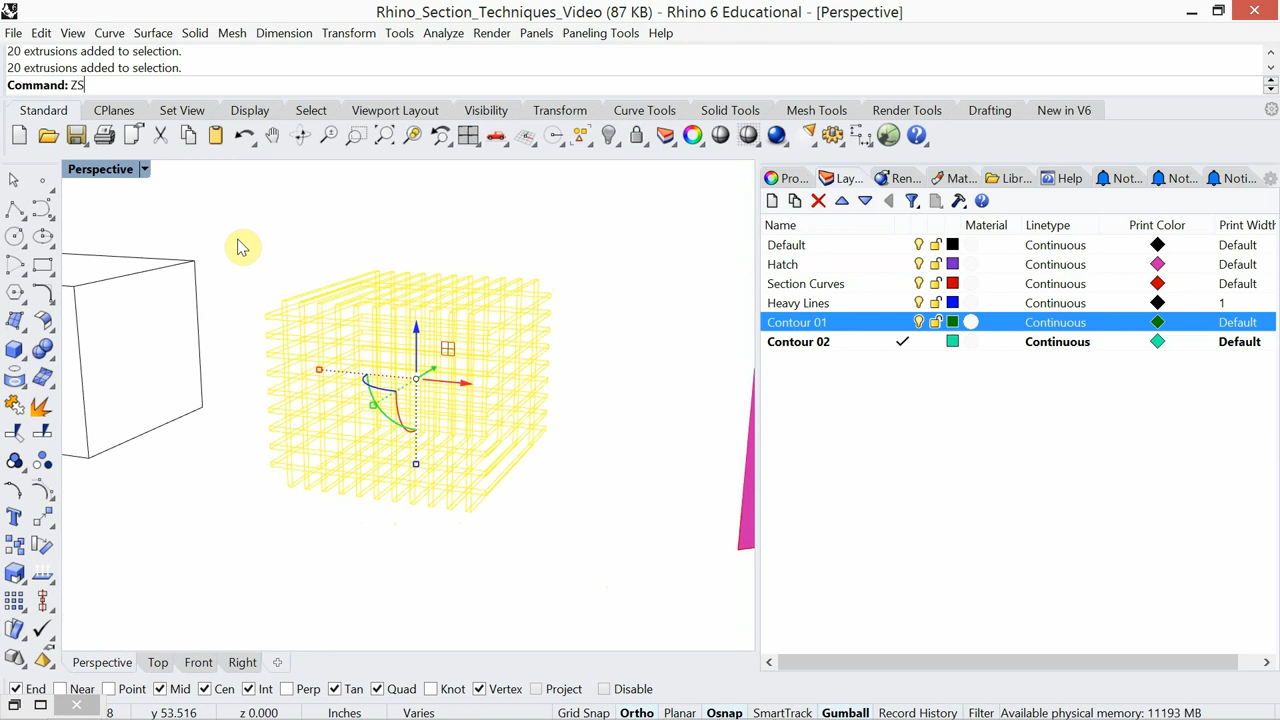 Rhino_Section_Techniques_Video (87 KB) - Rhino 6 Educational - [Perspective]
File Edit View Curve Surface Solid Mesh Dimension Transform Tools Analyze Render Panels Paneling Tools Help
20 extrusions added to selection.
20 extrusions added to selection.
Command: ZS
Standard CPlanes Set View Display Select Viewport Layout Visibility Transform Curve Tools Solid Tools Mesh Tools Render Tools Drafting New in V6
Perspective
Pro... Lay... Ren... Mat... Libr... Help Not... Not... Noti...
Name Material Linetype Print Color Print Width
Default Continuous Default
Hatch Continuous Default
Section Curves Continuous Default
Heavy Lines Continuous 1
Contour 01 Continuous Default
Contour 02 Continuous Default
Perspective Top Front Right
End Near Point Mid Cen Int Perp Tan Quad Knot Vertex Project Disable
8 y 53.516 z 0.000 Inches Varies Grid Snap Ortho Planar Osnap SmartTrack Gumball Record History Filter Available physical memory: 11193 MB